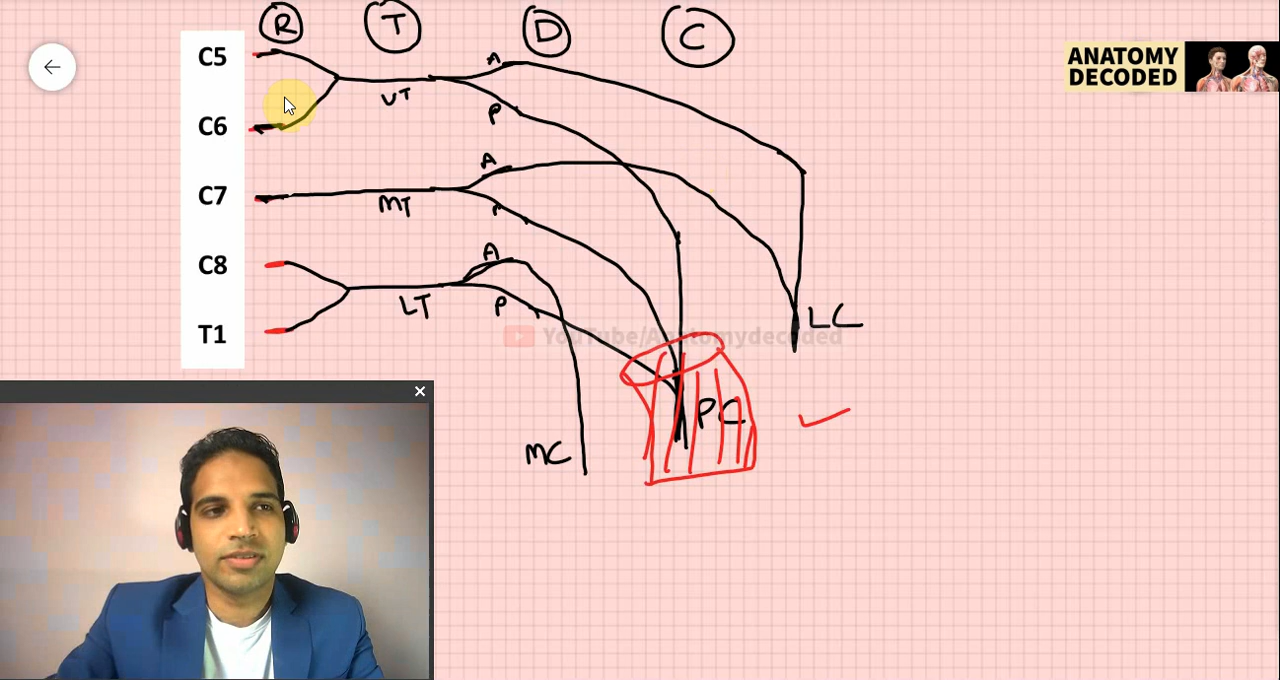 R T D C
C5
C6
C7
C8
T1
A
UT
P
A
MT
P
A
LT
P
LC
PC
MC
ANATOMY
DECODED
YouTube/Anatomydecoded